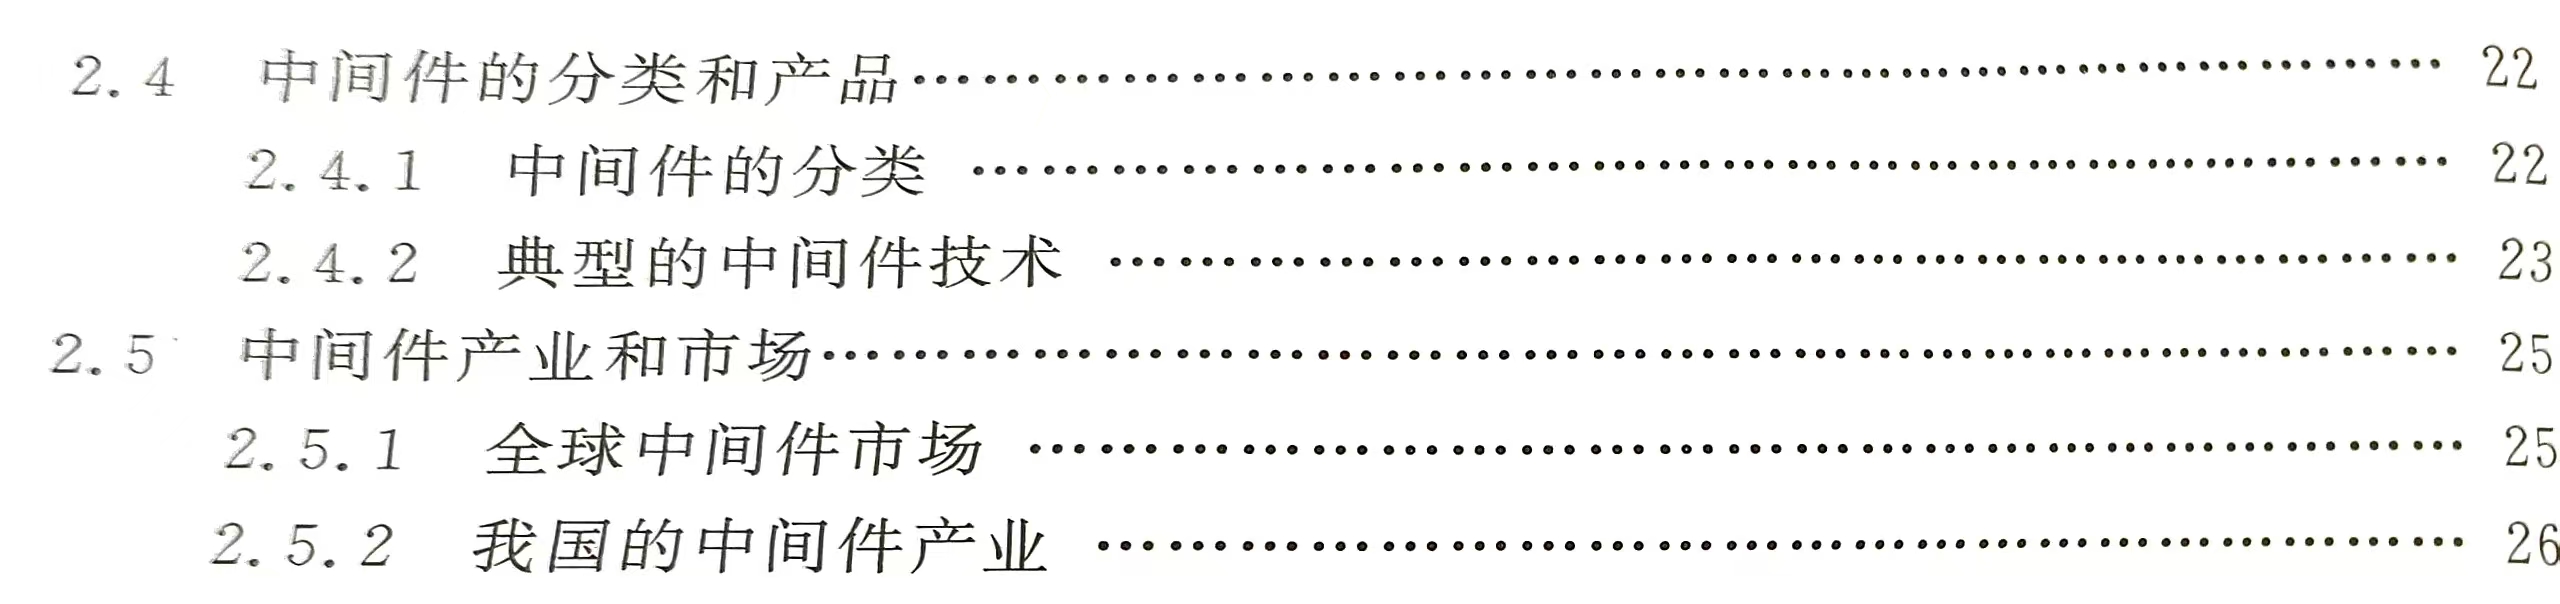 2.4 中间件的分类和产品…………………………………………………………… 22
2.4.1 中间件的分类 …………………………………………………………… 22
2.4.2 典型的中间件技术 ……………………………………………………… 23
2.5 中间件产业和市场……………………………………………………………… 25
2.5.1 全球中间件市场 ………………………………………………………… 25
2.5.2 我国的中间件产业 ……………………………………………………… 26